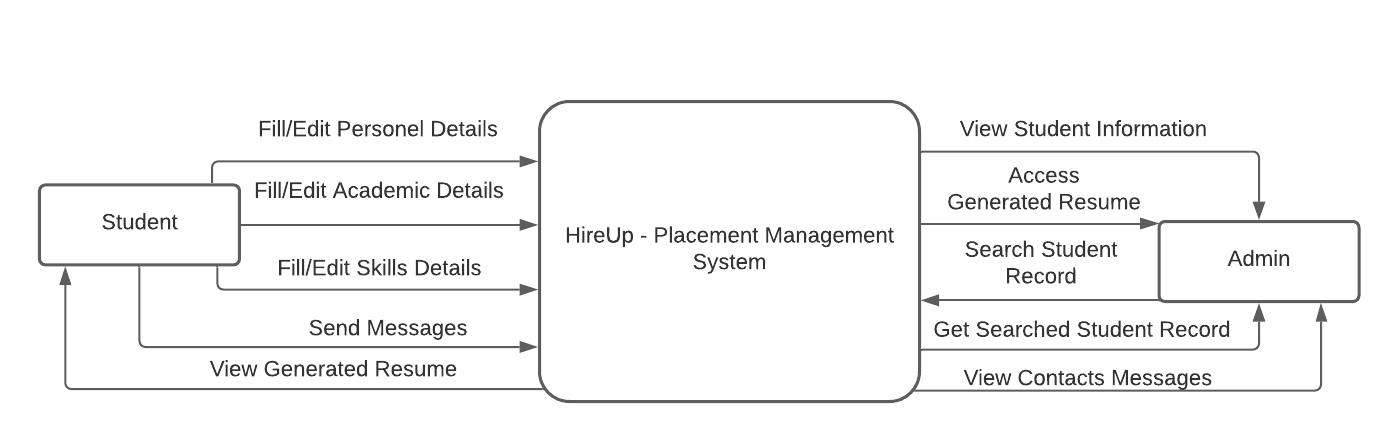 Fill/Edit Personel Details
Fill/Edit Academic Details
Student
Fill/Edit Skills Details
Send Messages
View Generated Resume
HireUp - Placement Management
System
View Student Information
Access
Generated Resume
Search Student
Record
Admin
Get Searched Student Record
View Contacts Messages